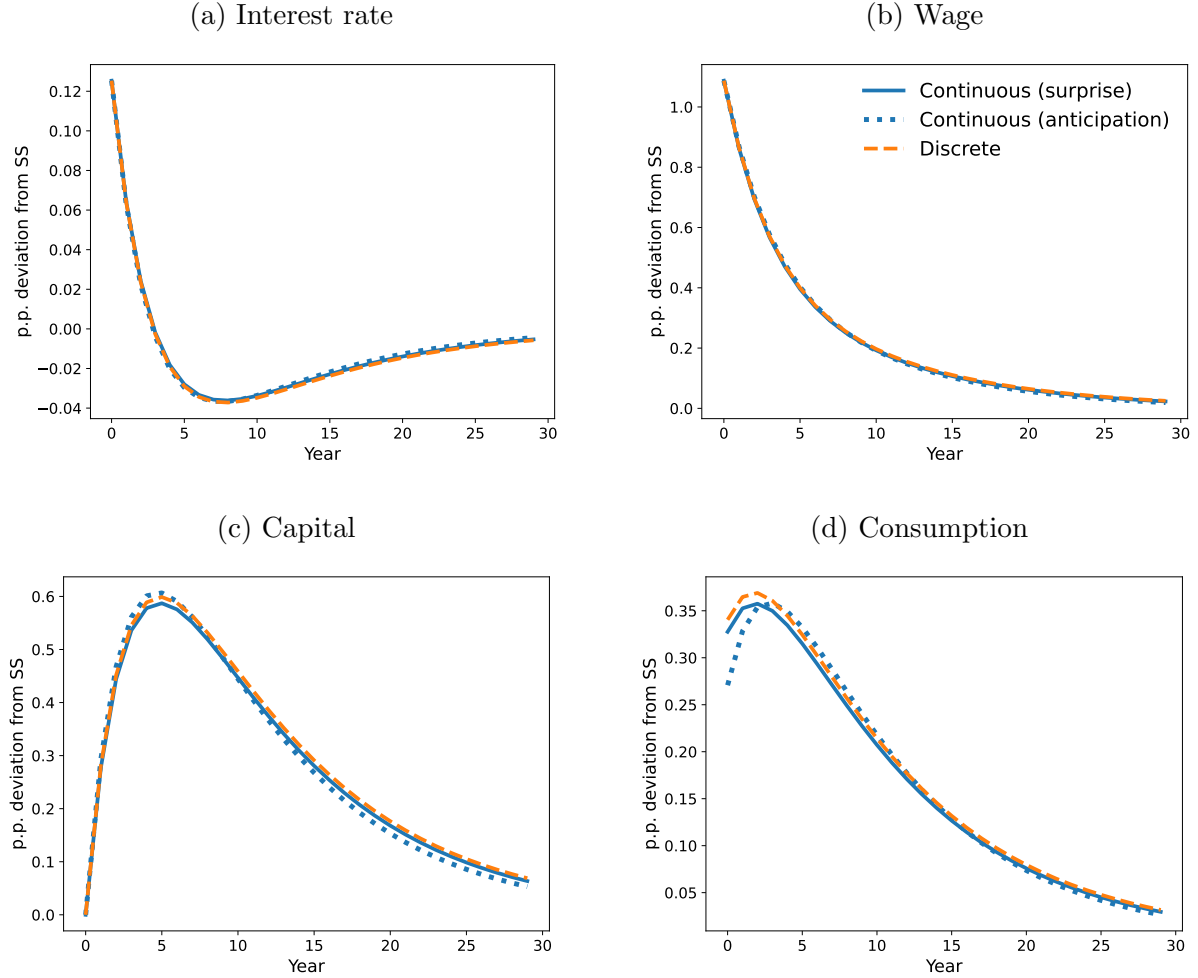 (a) Interest rate
(b) Wage
p.p. deviation from SS
0.12
0.10
0.08
0.06
0.04
0.02
0.00
−0.02
−0.04
0 5 10 15 20 25 30
Year
p.p. deviation from SS
1.0
0.8
0.6
0.4
0.2
0.0
Continuous (surprise)
Continuous (anticipation)
Discrete
0 5 10 15 20 25 30
Year
(c) Capital
(d) Consumption
p.p. deviation from SS
0.6
0.5
0.4
0.3
0.2
0.1
0.0
0 5 10 15 20 25 30
Year
p.p. deviation from SS
0.35
0.30
0.25
0.20
0.15
0.10
0.05
0 5 10 15 20 25 30
Year